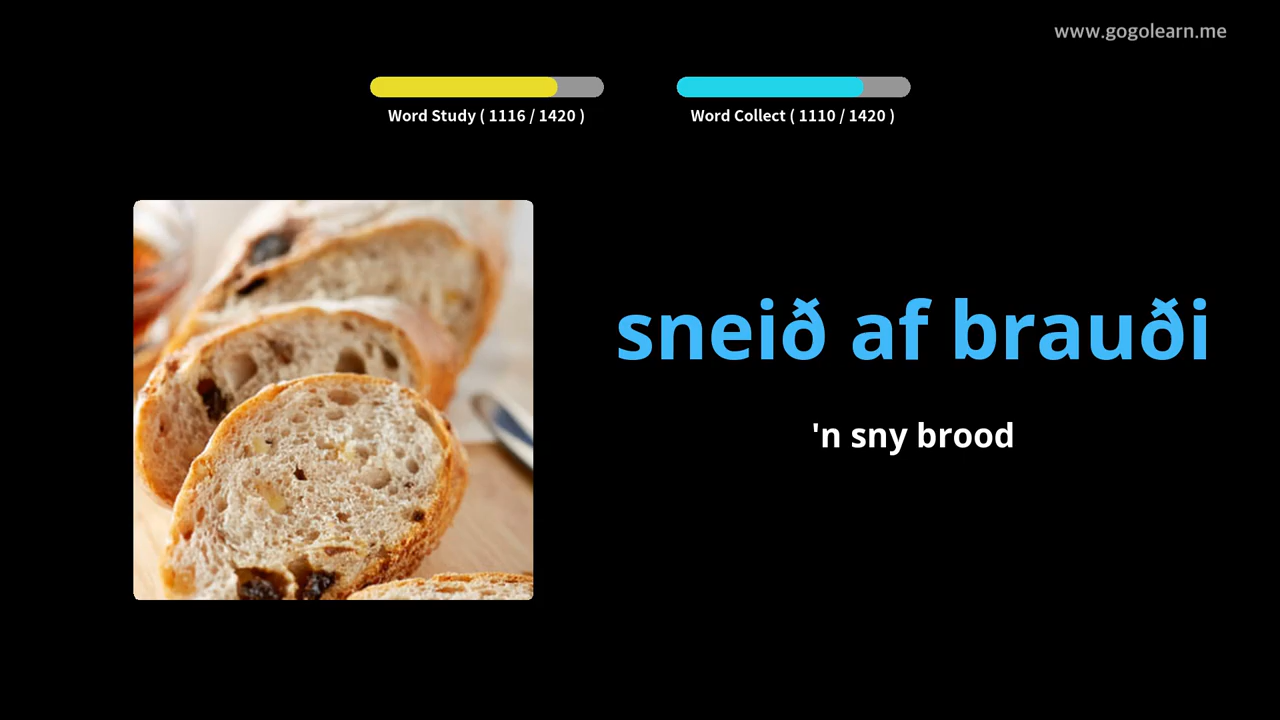 www.gogolearn.me
Word Study ( 1116 / 1420 )
Word Collect ( 1110 / 1420 )
sneið af brauði
'n sny brood